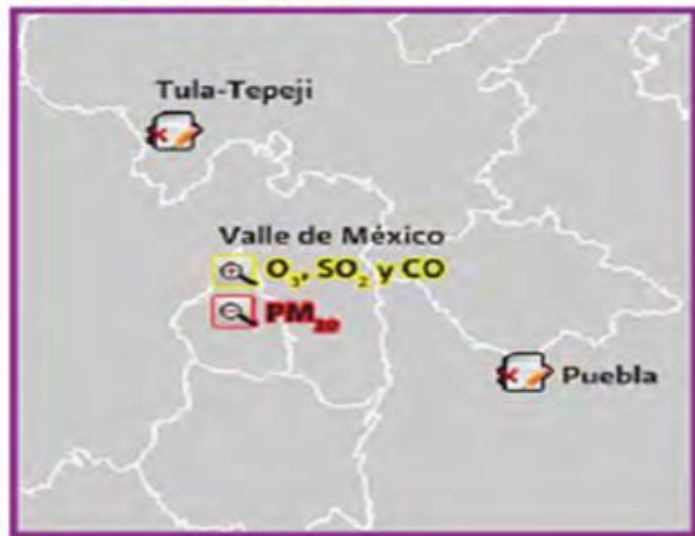 Tula-Tepeji
Valle de México
O₃, SO₂ y CO
PM₁₀
Puebla